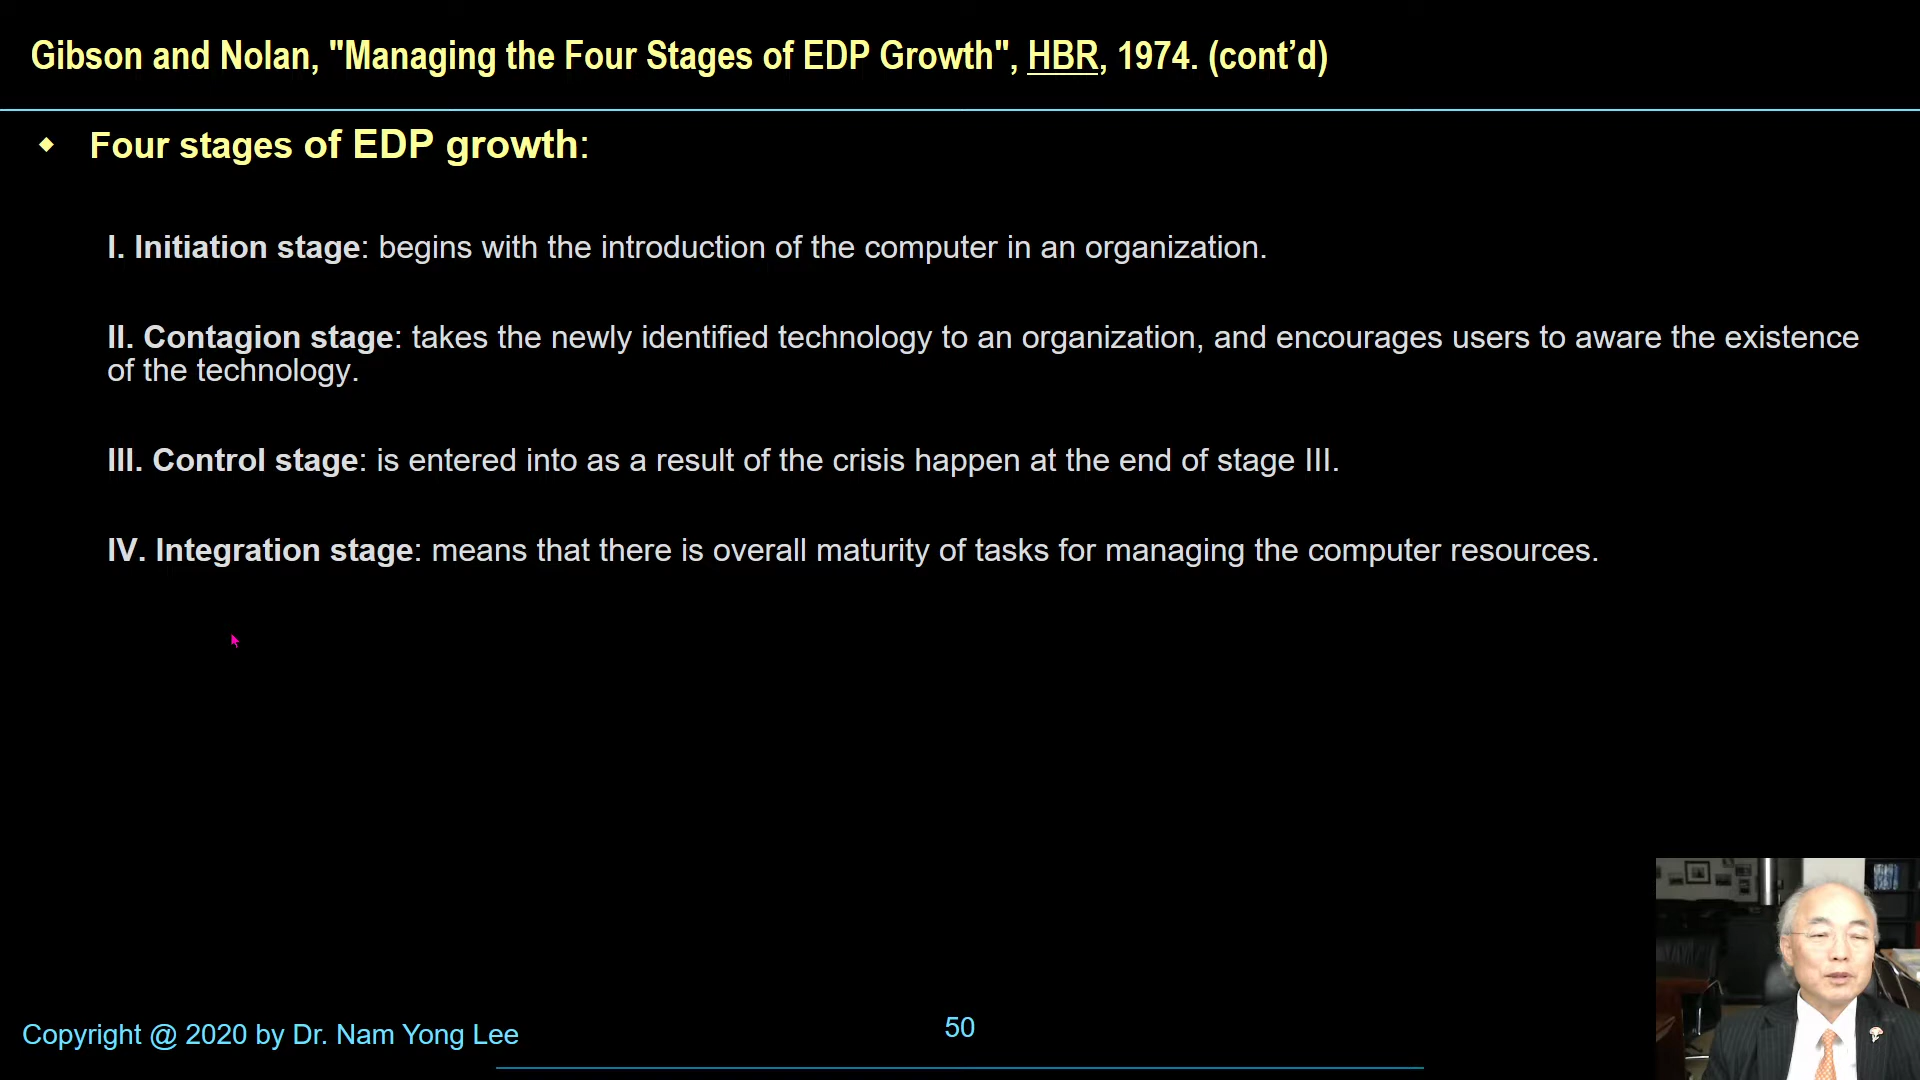 Gibson and Nolan, "Managing the Four Stages of EDP Growth", HBR, 1974. (cont’d)
Four stages of EDP growth:
I. Initiation stage: begins with the introduction of the computer in an organization.
II. Contagion stage: takes the newly identified technology to an organization, and encourages users to aware the existence
of the technology.
III. Control stage: is entered into as a result of the crisis happen at the end of stage III.
IV. Integration stage: means that there is overall maturity of tasks for managing the computer resources.
Copyright @ 2020 by Dr. Nam Yong Lee
50